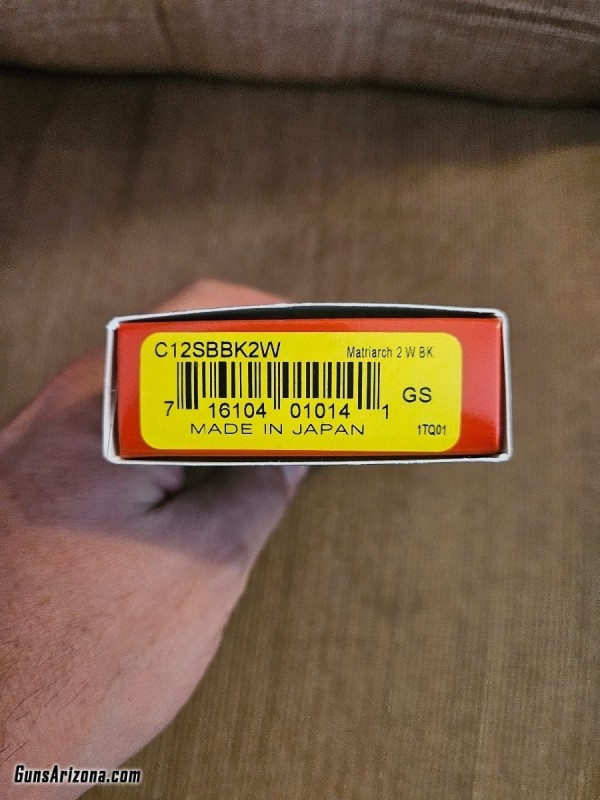 C12SBBK2W Matriarch 2 W BK
7 16104 01014 1 GS
MADE IN JAPAN 1TQ01
GunsArizona.com